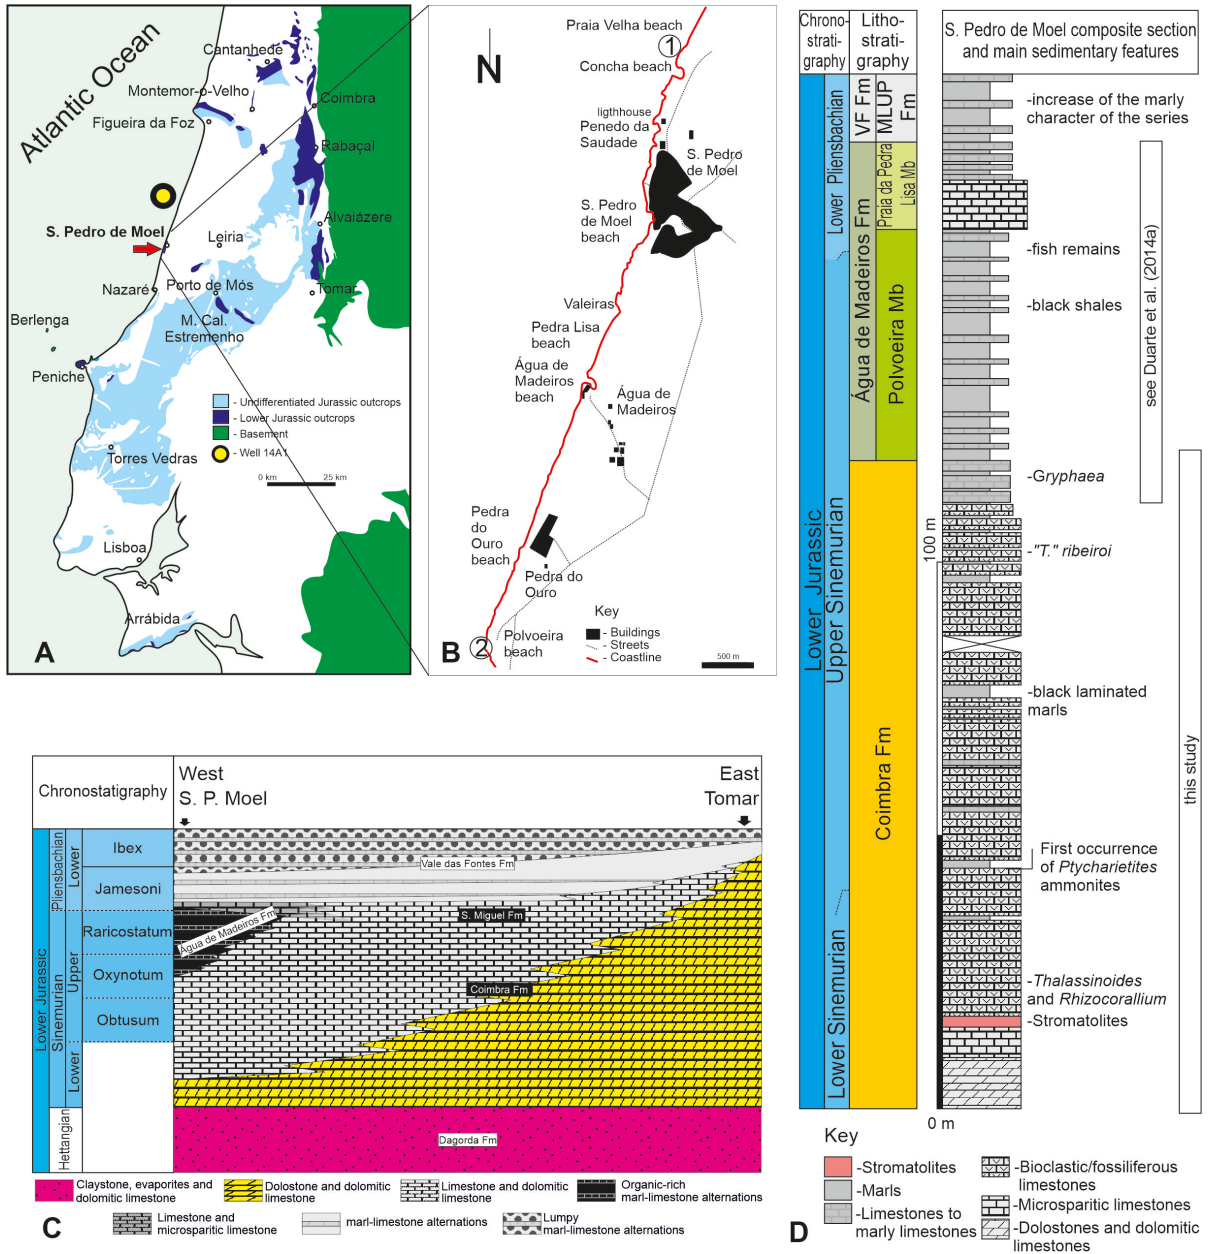 Atlantic Ocean
Cantanhede
Montemor-o-Velho
Coimbra
Figueira da Foz
Rabaçal
Alvaiázere
S. Pedro de Moel
Leiria
Nazaré
Porto de Mós
Tomar
Berlenga
M. Cal.
Estremenho
Peniche
- Undifferentiated Jurassic outcrops
- Lower Jurassic outcrops
- Basement
- Well 14A1
Torres Vedras
0 km 25 km
Lisboa
Arrábida
A
N
Praia Velha beach
1
Concha beach
ligthhouse
Penedo da
Saudade
S. Pedro
de Moel
S. Pedro
de Moel
beach
Valeiras
Pedra Lisa
beach
Água de
Madeiros
beach
Água de
Madeiros
Pedra
do
Ouro
beach
Pedra do
Ouro
Key
- Buildings
- Streets
- Coastline
Polvoeira
beach
2
500 m
B
Chronostatigraphy
West
S. P. Moel
East
Tomar
Lower Jurassic
Pliensbachian
Lower
Ibex
Jamesoni
Sinemurian
Upper
Raricostatum
Oxynotum
Obtusum
Lower
Hettangian
Vale das Fontes Fm
S. Miguel Fm
Água de Madeiros Fm
Coimbra Fm
Dagorda Fm
Claystone, evaporites and
dolomitic limestone
Dolostone and dolomitic
limestone
Limestone and dolomitic
limestone
Organic-rich
marl-limestone alternations
Limestone and
microsparitic limestone
marl-limestone alternations
Lumpy
marl-limestone alternations
C
Chrono-
strati-
graphy
Litho-
strati-
graphy
S. Pedro de Moel composite section
and main sedimentary features
Lower Jurassic
Lower Pliensbachian
Upper Sinemurian
Lower Sinemurian
VF Fm
MLUP
Fm
Água de Madeiros Fm
Praia da Pedra
Lisa Mb
Polvoeira Mb
Coimbra Fm
100 m
0 m
-increase of the marly
character of the series
-fish remains
-black shales
-Gryphaea
-"T." ribeiroi
-black laminated
marls
First occurrence
of Ptycharietites
ammonites
-Thalassinoides
and Rhizocorallium
-Stromatolites
see Duarte et al. (2014a)
this study
Key
-Stromatolites
-Marls
-Limestones to
marly limestones
-Bioclastic/fossiliferous
limestones
-Microsparitic limestones
-Dolostones and dolomitic
limestones
D